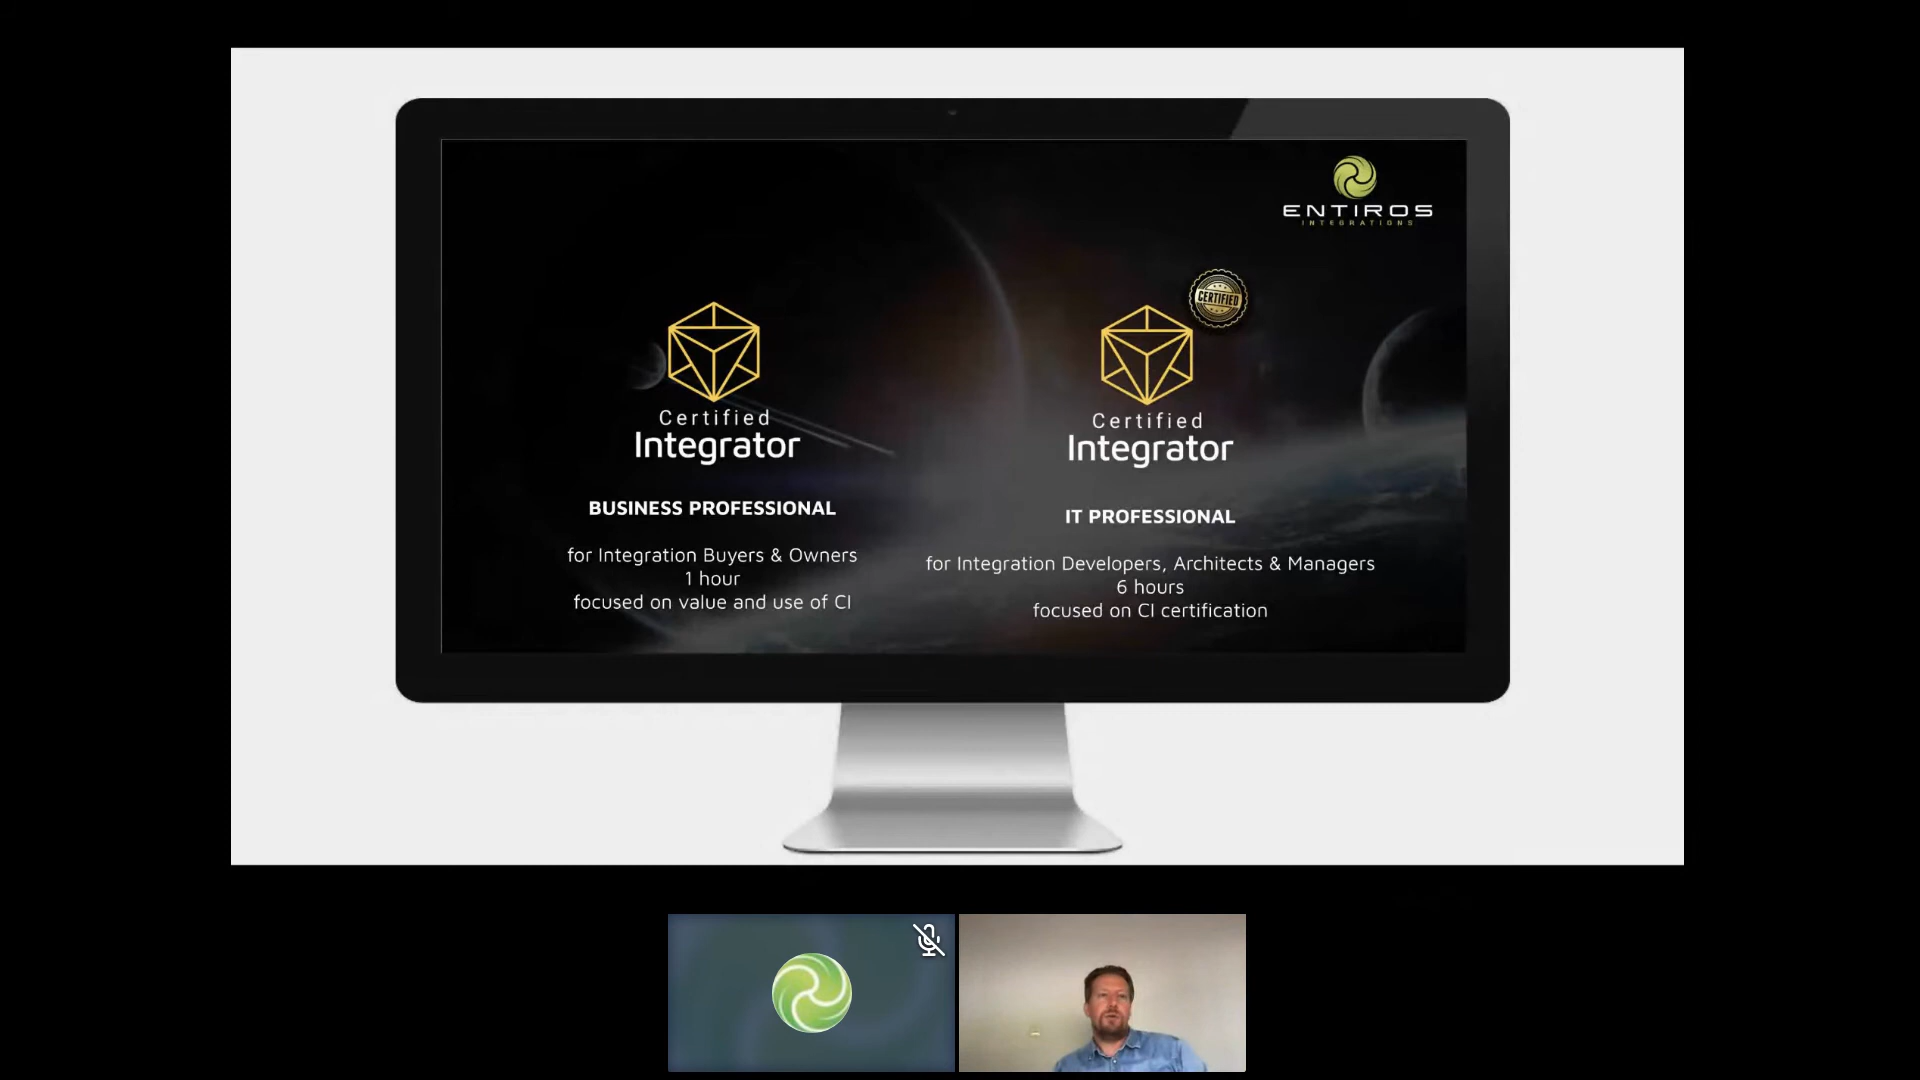 ENTIROS
INTEGRATIONS
CERTIFIED
Certified
Integrator
BUSINESS PROFESSIONAL
for Integration Buyers & Owners
1 hour
focused on value and use of CI
Certified
Integrator
IT PROFESSIONAL
for Integration Developers, Architects & Managers
6 hours
focused on CI certification